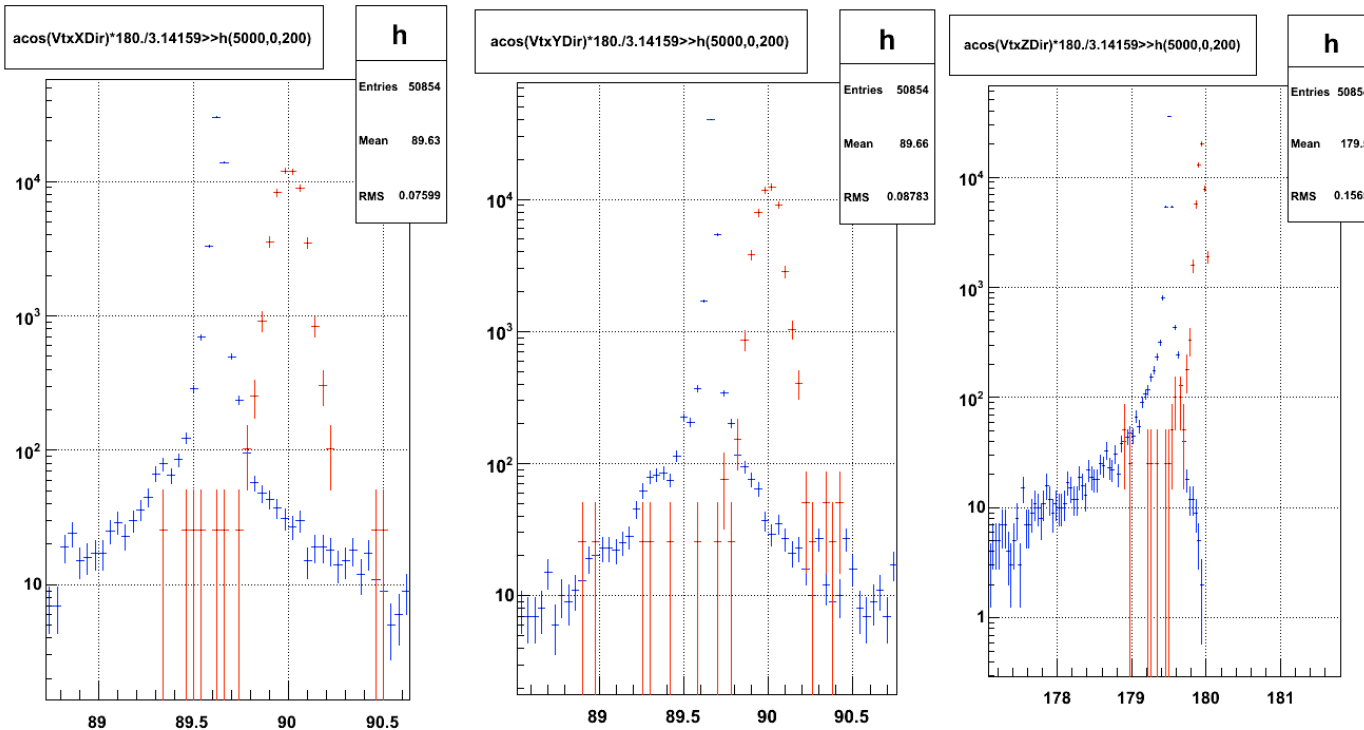 acos(VtxXDir)*180./3.14159>>h(5000,0,200)
h
Entries 50854
Mean 89.63
RMS 0.07599
10⁴
10³
10²
10
89 89.5 90 90.5
acos(VtxYDir)*180./3.14159>>h(5000,0,200)
h
Entries 50854
Mean 89.66
RMS 0.08783
10⁴
10³
10²
10
89 89.5 90 90.5
acos(VtxZDir)*180./3.14159>>h(5000,0,200)
h
Entries
Mean
RMS
10⁴
10³
10²
10
1
178 179 180 181